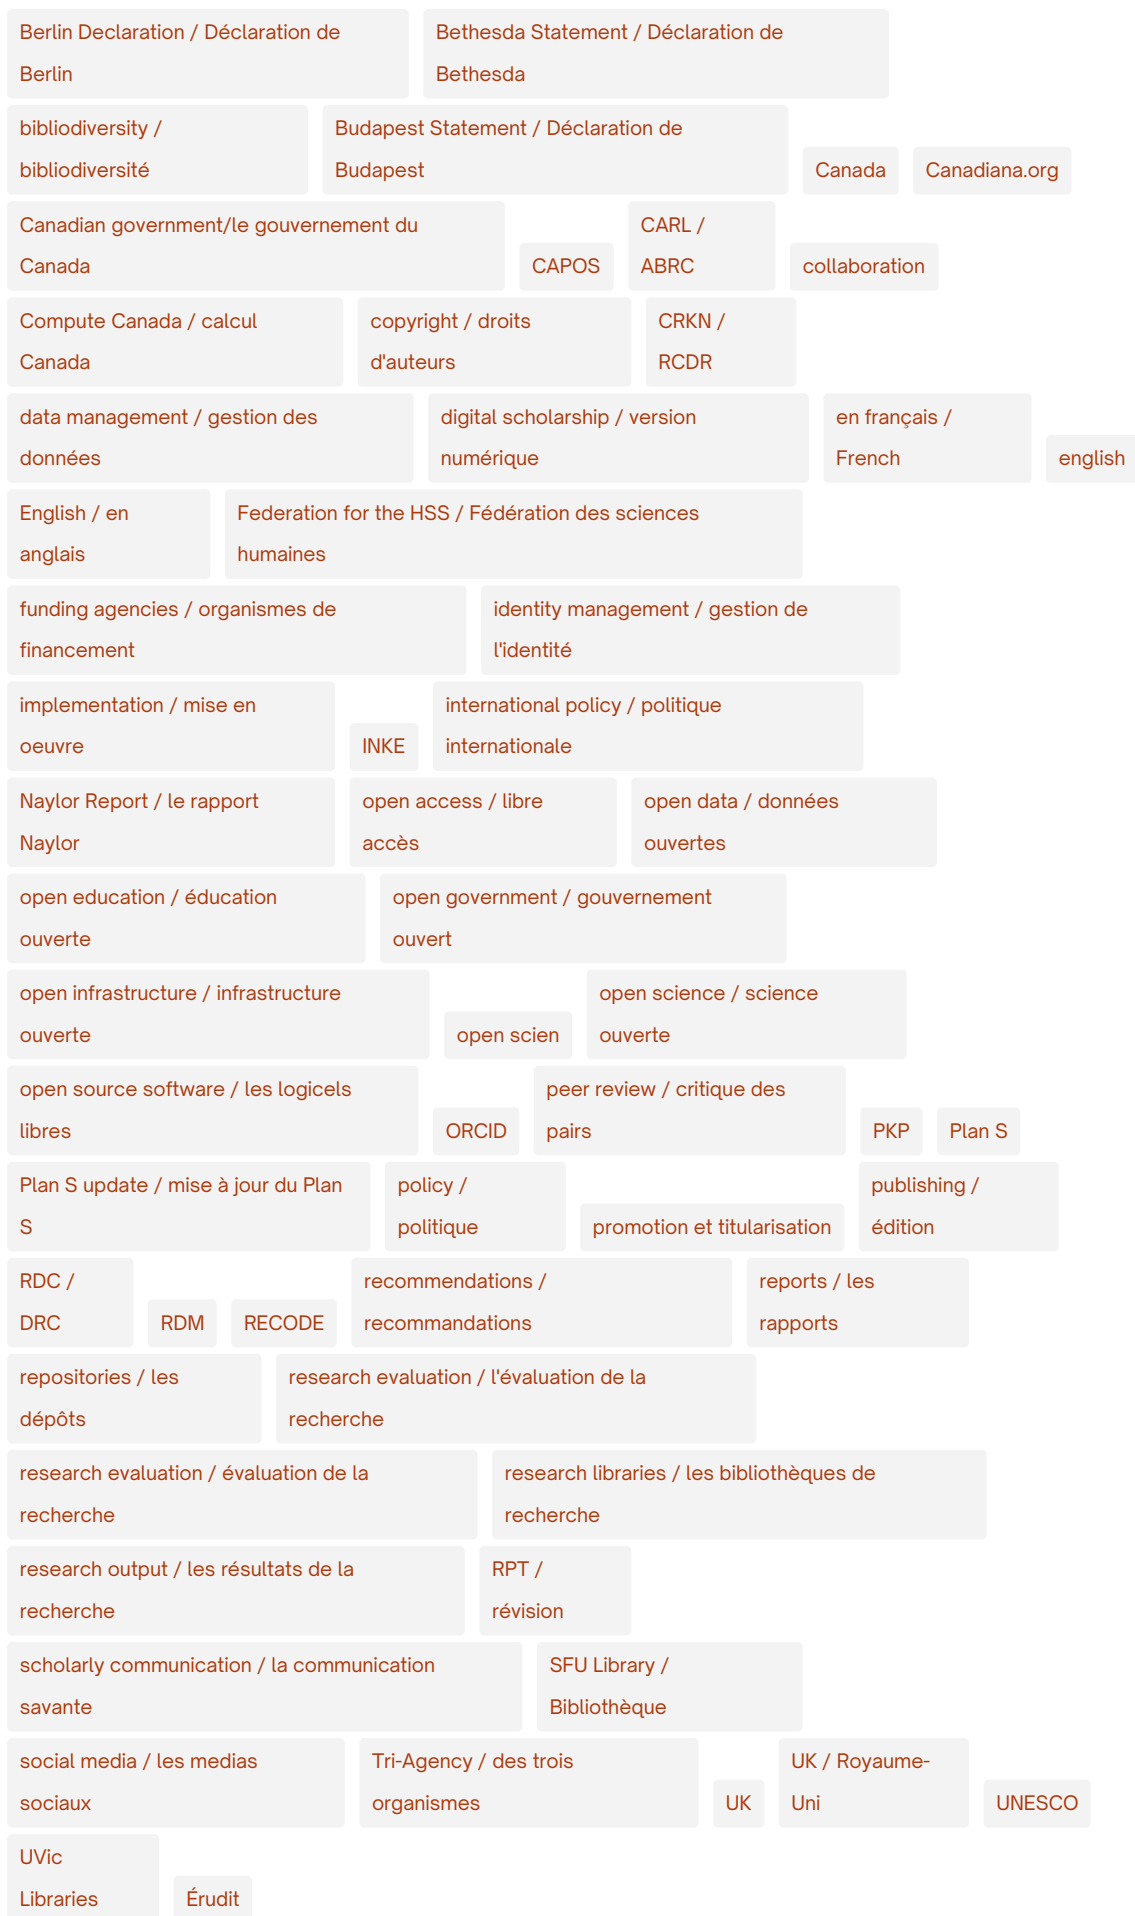 Berlin Declaration / Déclaration de
Berlin
Bethesda Statement / Déclaration de
Bethesda
bibliodiversity /
bibliodiversité
Budapest Statement / Déclaration de
Budapest
Canada
Canadiana.org
Canadian government/le gouvernement du
Canada
CAPOS
CARL /
ABRC
collaboration
Compute Canada / calcul
Canada
copyright / droits
d'auteurs
CRKN /
RCDR
data management / gestion des
données
digital scholarship / version
numérique
en français /
French
english
English / en
anglais
Federation for the HSS / Fédération des sciences
humaines
funding agencies / organismes de
financement
identity management / gestion de
l'identité
implementation / mise en
oeuvre
INKE
international policy / politique
internationale
Naylor Report / le rapport
Naylor
open access / libre
accès
open data / données
ouvertes
open education / éducation
ouverte
open government / gouvernement
ouvert
open infrastructure / infrastructure
ouverte
open scien
open science / science
ouverte
open source software / les logicels
libres
ORCID
peer review / critique des
pairs
PKP
Plan S
Plan S update / mise à jour du Plan
S
policy /
politique
promotion et titularisation
publishing /
édition
RDC /
DRC
RDM
RECODE
recommendations /
recommandations
reports / les
rapports
repositories / les
dépôts
research evaluation / l'évaluation de la
recherche
research evaluation / évaluation de la
recherche
research libraries / les bibliothèques de
recherche
research output / les résultats de la
recherche
RPT /
révision
scholarly communication / la communication
savante
SFU Library /
Bibliothèque
social media / les medias
sociaux
Tri-Agency / des trois
organismes
UK
UK / Royaume-
Uni
UNESCO
UVic
Libraries
Érudit